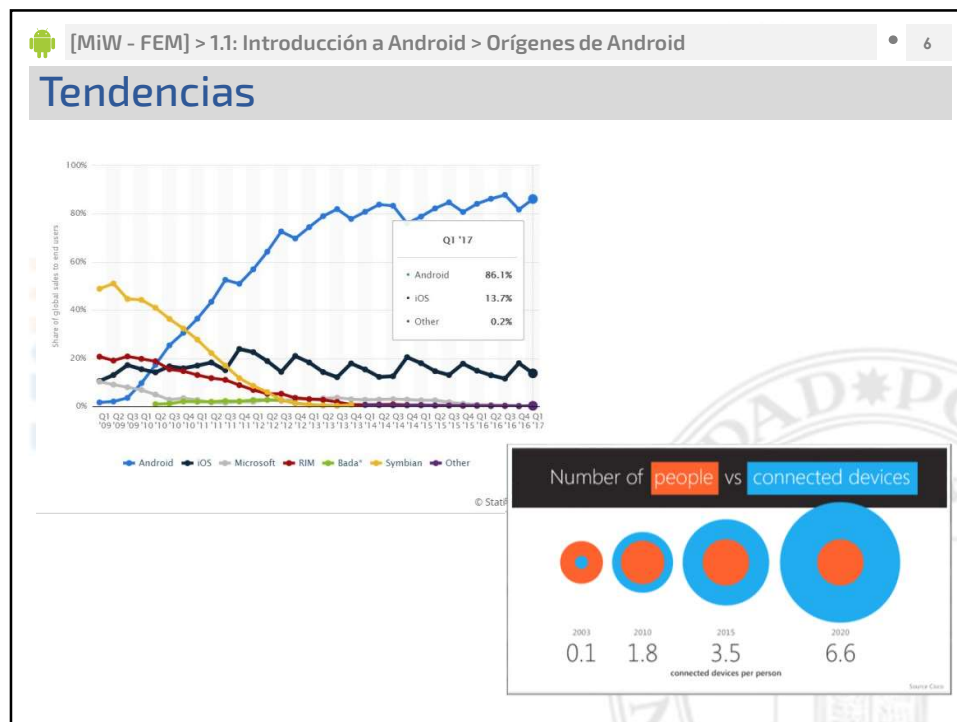 [MiW - FEM] > 1.1: Introducción a Android > Orígenes de Android
6
Tendencias
100%
80%
60%
40%
20%
0%
Share of global sales to end users
Q1 '17
Android 86.1%
iOS 13.7%
Other 0.2%
Q1 Q2 Q3 Q1 Q2 Q3 Q4 Q1 Q2 Q3 Q4 Q1 Q2 Q3 Q4 Q1 Q2 Q3 Q4 Q1 Q2 Q3 Q4 Q1 Q2 Q3 Q4 Q1 Q2 Q3 Q4 Q1
'09 '09 '09 '10 '10 '10 '10 '11 '11 '11 '11 '12 '12 '12 '12 '13 '13 '13 '13 '14 '14 '14 '14 '15 '15 '15 '15 '16 '16 '16 '16 '17
Android iOS Microsoft RIM Bada* Symbian Other
©
Number of people vs connected devices
2003 2010 2015 2020
0.1 1.8 3.5 6.6
connected devices per person
Source Cisco